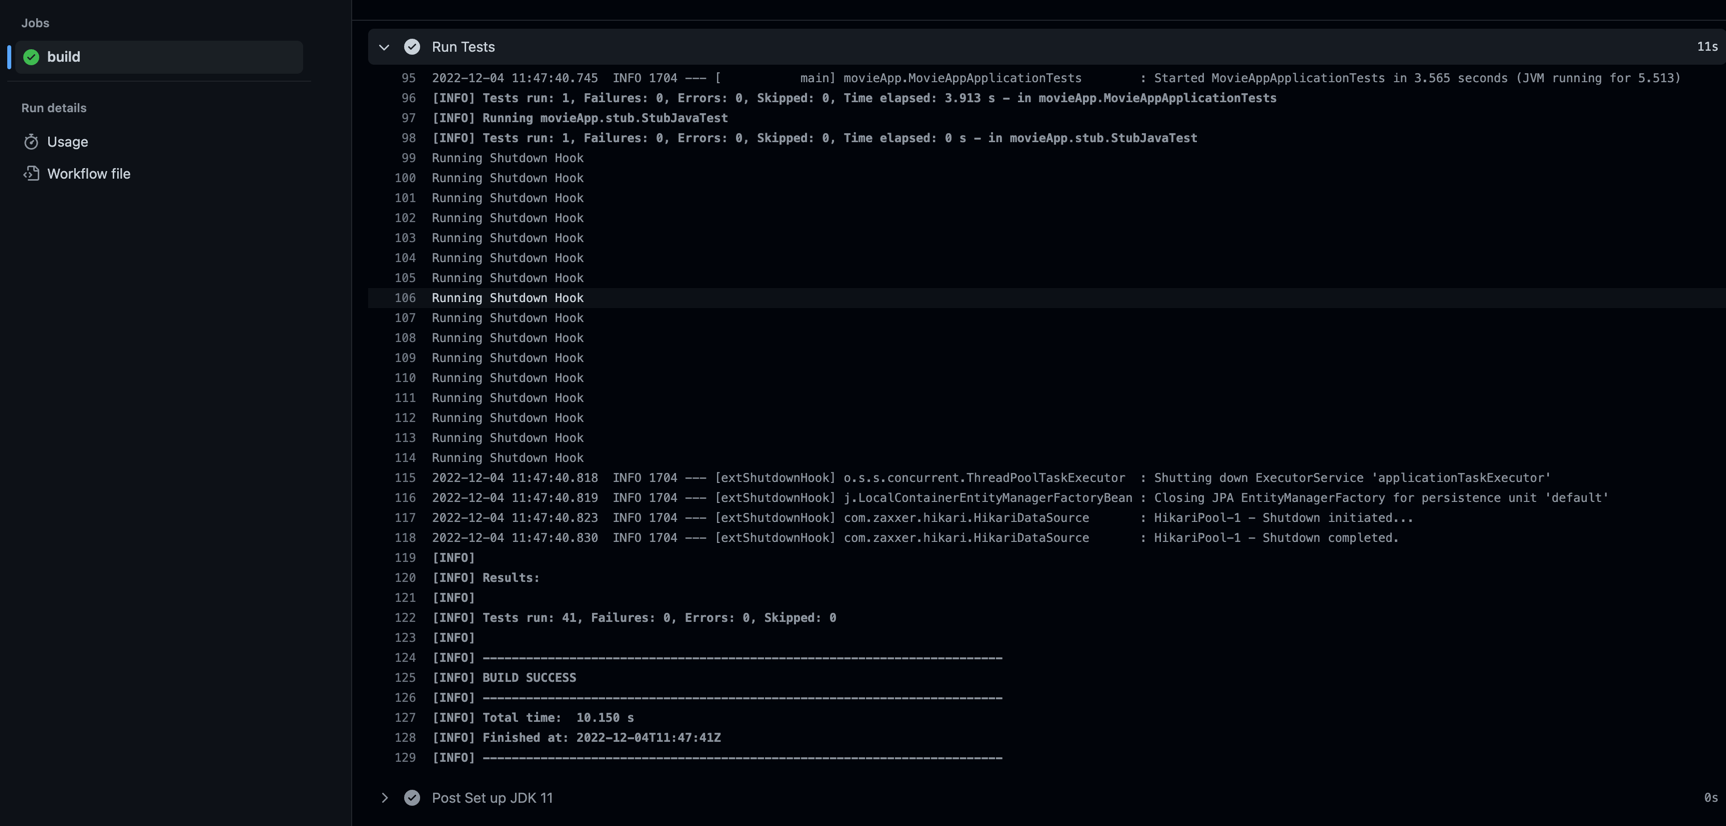 Jobs
build
Run details
Usage
Workflow file
Run Tests 11s
95 2022-12-04 11:47:40.745  INFO 1704 --- [           main] movieApp.MovieAppApplicationTests        : Started MovieAppApplicationTests in 3.565 seconds (JVM running for 5.513)
96 [INFO] Tests run: 1, Failures: 0, Errors: 0, Skipped: 0, Time elapsed: 3.913 s - in movieApp.MovieAppApplicationTests
97 [INFO] Running movieApp.stub.StubJavaTest
98 [INFO] Tests run: 1, Failures: 0, Errors: 0, Skipped: 0, Time elapsed: 0 s - in movieApp.stub.StubJavaTest
99 Running Shutdown Hook
100 Running Shutdown Hook
101 Running Shutdown Hook
102 Running Shutdown Hook
103 Running Shutdown Hook
104 Running Shutdown Hook
105 Running Shutdown Hook
106 Running Shutdown Hook
107 Running Shutdown Hook
108 Running Shutdown Hook
109 Running Shutdown Hook
110 Running Shutdown Hook
111 Running Shutdown Hook
112 Running Shutdown Hook
113 Running Shutdown Hook
114 Running Shutdown Hook
115 2022-12-04 11:47:40.818  INFO 1704 --- [extShutdownHook] o.s.s.concurrent.ThreadPoolTaskExecutor  : Shutting down ExecutorService 'applicationTaskExecutor'
116 2022-12-04 11:47:40.819  INFO 1704 --- [extShutdownHook] j.LocalContainerEntityManagerFactoryBean : Closing JPA EntityManagerFactory for persistence unit 'default'
117 2022-12-04 11:47:40.823  INFO 1704 --- [extShutdownHook] com.zaxxer.hikari.HikariDataSource       : HikariPool-1 - Shutdown initiated...
118 2022-12-04 11:47:40.830  INFO 1704 --- [extShutdownHook] com.zaxxer.hikari.HikariDataSource       : HikariPool-1 - Shutdown completed.
119 [INFO]
120 [INFO] Results:
121 [INFO]
122 [INFO] Tests run: 41, Failures: 0, Errors: 0, Skipped: 0
123 [INFO]
124 [INFO] ------------------------------------------------------------------------
125 [INFO] BUILD SUCCESS
126 [INFO] ------------------------------------------------------------------------
127 [INFO] Total time:  10.150 s
128 [INFO] Finished at: 2022-12-04T11:47:41Z
129 [INFO] ------------------------------------------------------------------------
Post Set up JDK 11 0s